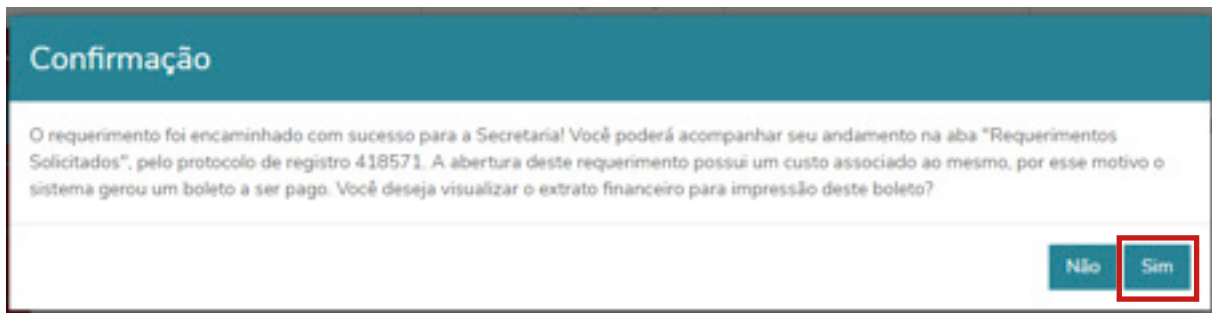 Confirmação
O requerimento foi encaminhado com sucesso para a Secretaria! Você poderá acompanhar seu andamento na aba "Requerimentos
Solicitados", pelo protocolo de registro 418571. A abertura deste requerimento possui um custo associado ao mesmo, por esse motivo o
sistema gerou um boleto a ser pago. Você deseja visualizar o extrato financeiro para impressão deste boleto?
Não Sim